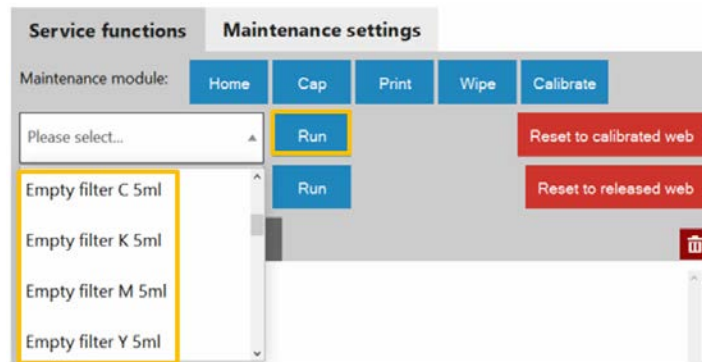 Service functions Maintenance settings
Maintenance module: Home Cap Print Wipe Calibrate
Please select... Run Reset to calibrated web
Empty filter C 5ml Run Reset to released web
Empty filter K 5ml
Empty filter M 5ml
Empty filter Y 5ml